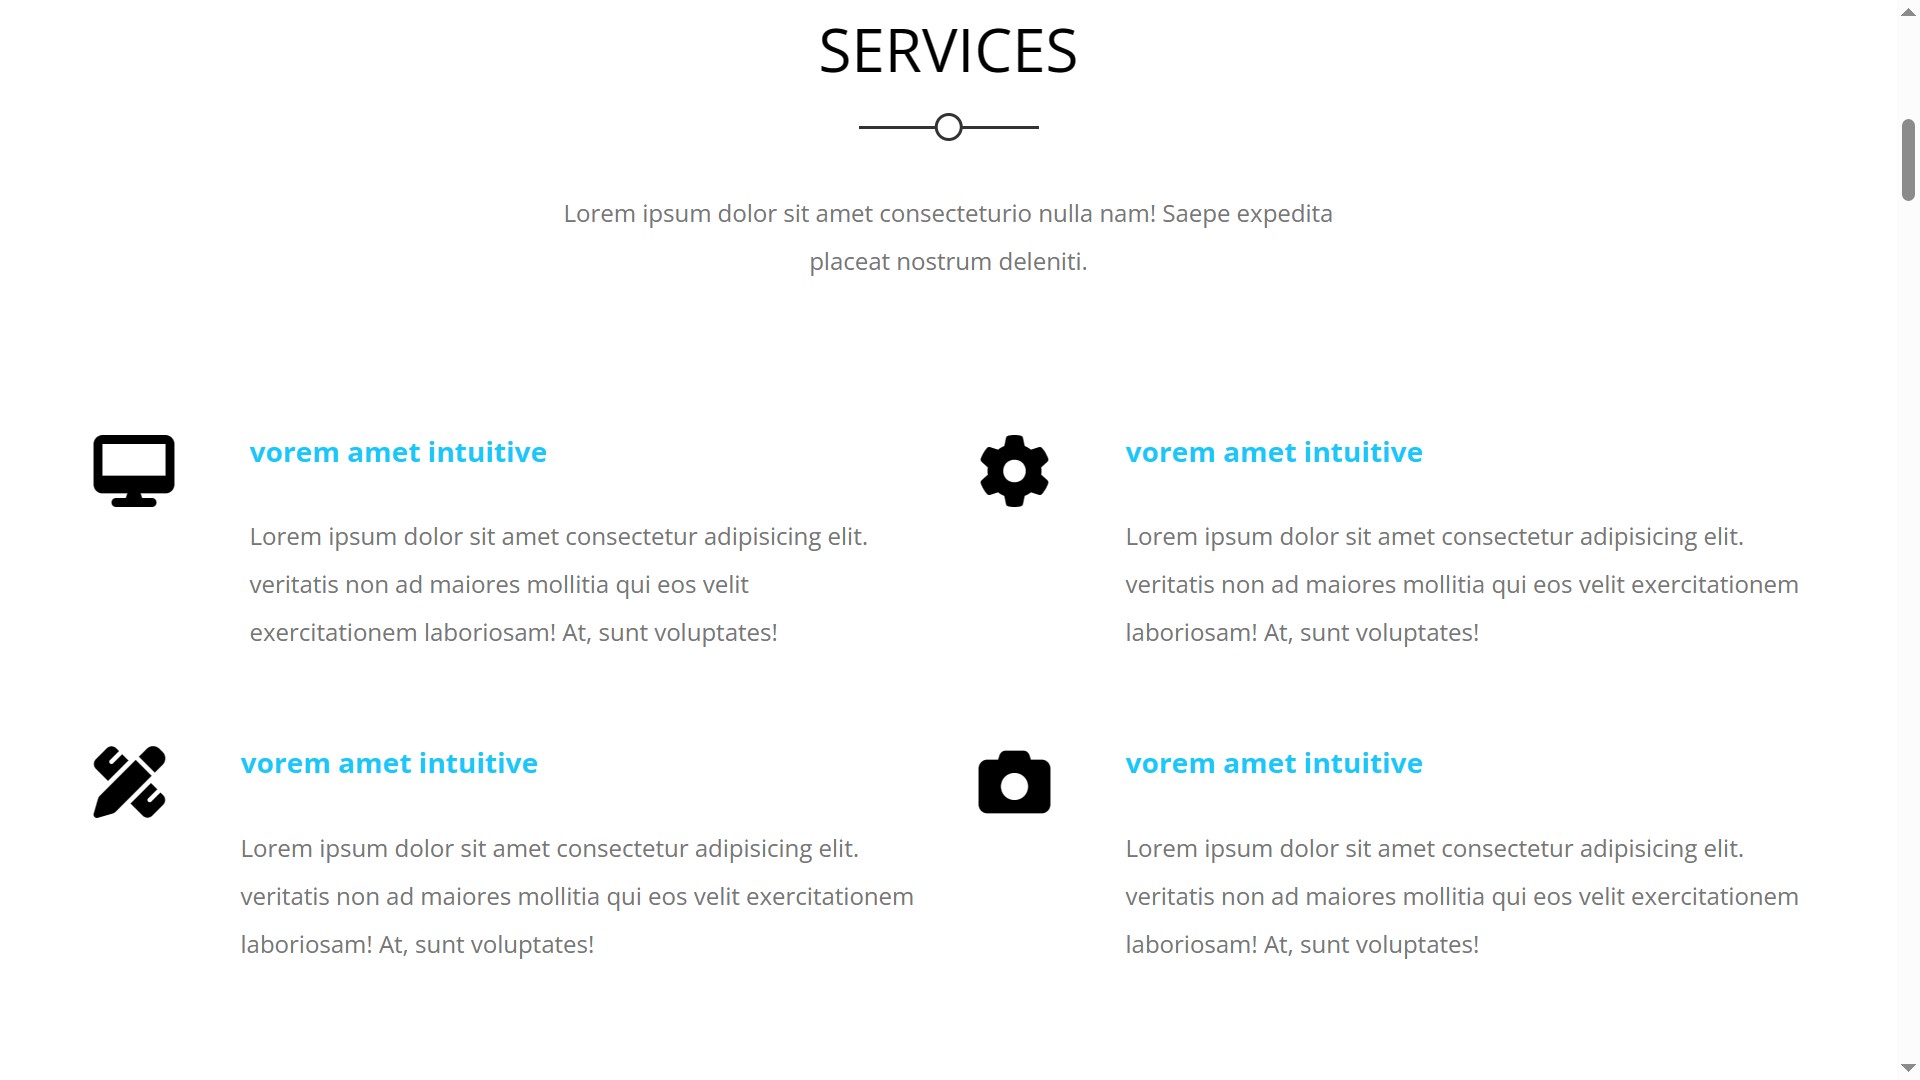 SERVICES
Lorem ipsum dolor sit amet consecteturio nulla nam! Saepe expedita
placeat nostrum deleniti.
vorem amet intuitive
Lorem ipsum dolor sit amet consectetur adipisicing elit.
veritatis non ad maiores mollitia qui eos velit
exercitationem laboriosam! At, sunt voluptates!
vorem amet intuitive
Lorem ipsum dolor sit amet consectetur adipisicing elit.
veritatis non ad maiores mollitia qui eos velit exercitationem
laboriosam! At, sunt voluptates!
vorem amet intuitive
Lorem ipsum dolor sit amet consectetur adipisicing elit.
veritatis non ad maiores mollitia qui eos velit exercitationem
laboriosam! At, sunt voluptates!
vorem amet intuitive
Lorem ipsum dolor sit amet consectetur adipisicing elit.
veritatis non ad maiores mollitia qui eos velit exercitationem
laboriosam! At, sunt voluptates!